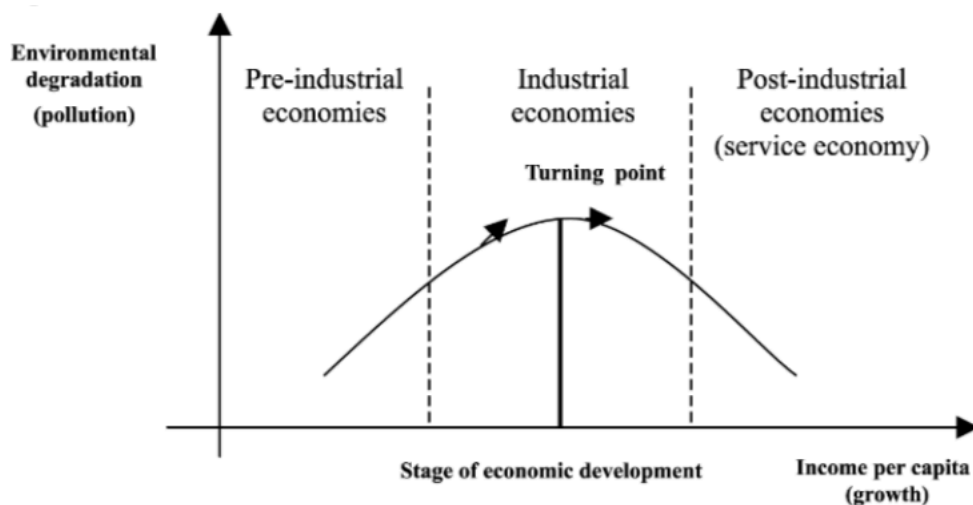 Environmental
degradation
(pollution)
Pre-industrial
economies
Industrial
economies
Post-industrial
economies
(service economy)
Turning point
Stage of economic development
Income per capita
(growth)